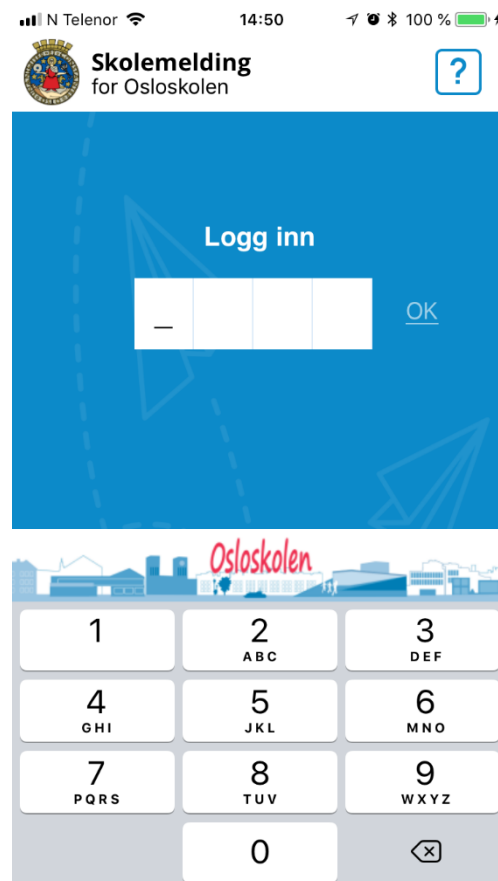 N Telenor 14:50 100 %
Skolemelding
for Osloskolen
?
Logg inn
_
OK
Osloskolen
1 2 3
ABC DEF
4 5 6
GHI JKL MNO
7 8 9
PQRS TUV WXYZ
0